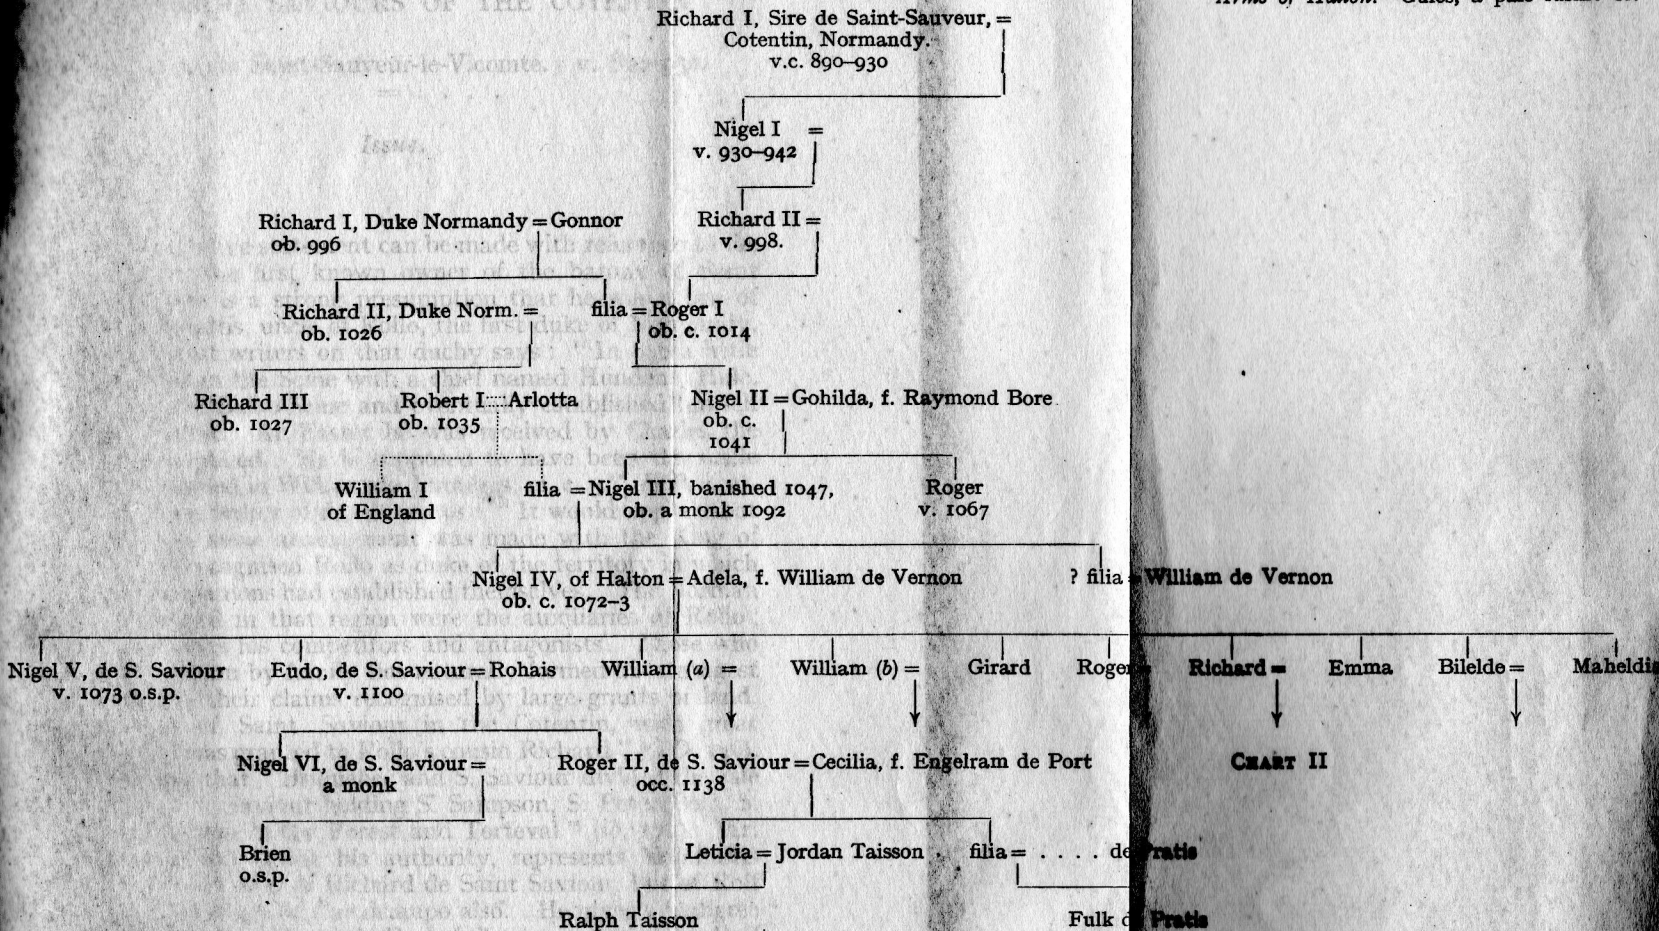 Richard I, Sire de Saint-Sauveur, =
Cotentin, Normandy.
v.c. 890–930
Nigel I =
v. 930–942
Richard I, Duke Normandy = Gonnor
ob. 996
Richard II =
v. 998.
Richard II, Duke Norm. =
ob. 1026
filia = Roger I
ob. c. 1014
Richard III
ob. 1027
Robert I Arlotta
ob. 1035
Nigel II = Gohilda, f. Raymond Bore
ob. c.
1041
William I
of England
filia = Nigel III, banished 1047,
ob. a monk 1092
Roger
v. 1067
Nigel IV, of Halton = Adela, f. William de Vernon
ob. c. 1072–3
? filia William de Vernon
Nigel V, de S. Saviour
v. 1073 o.s.p.
Eudo, de S. Saviour = Rohais
v. 1100
William (a) =
William (b) =
Girard
Roger
Richard =
Emma
Bilelde =
Maheldis
Nigel VI, de S. Saviour =
a monk
Roger II, de S. Saviour = Cecilia, f. Engelram de Port
occ. 1138
CHART II
Brien
o.s.p.
Leticia = Jordan Taisson
filia = . . . . de Pratis
Ralph Taisson
Fulk de Pratis